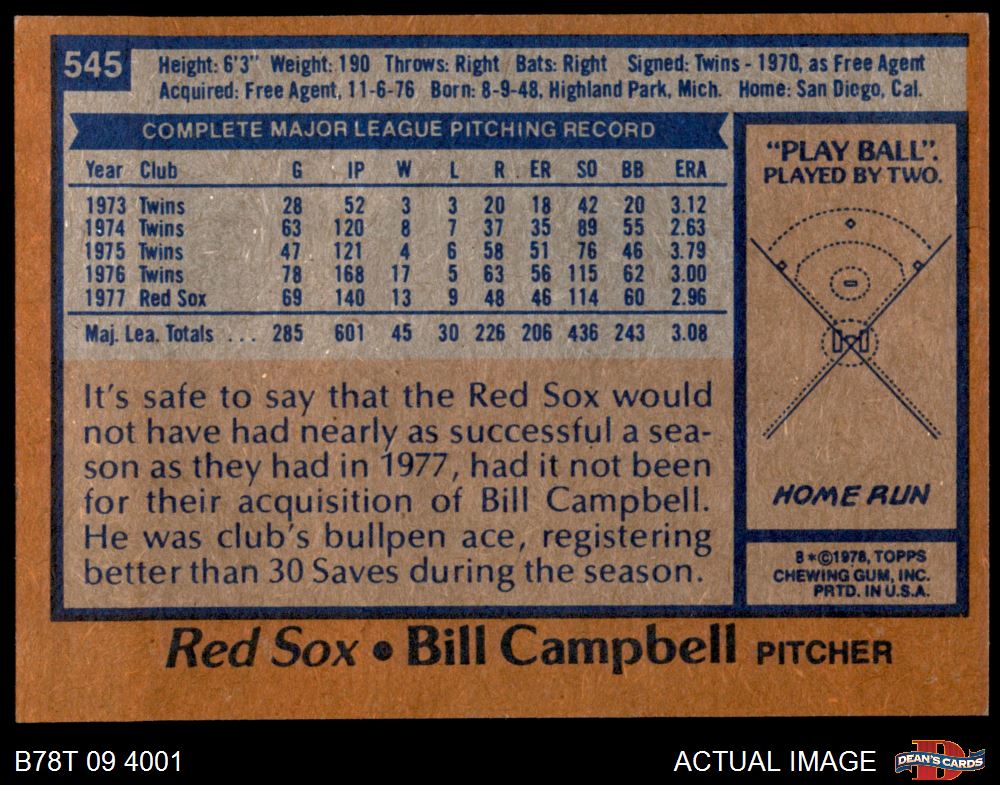 545
Height: 6'3" Weight: 190 Throws: Right Bats: Right Signed: Twins - 1970, as Free Agent
Acquired: Free Agent, 11-6-76 Born: 8-9-48, Highland Park, Mich. Home: San Diego, Cal.
COMPLETE MAJOR LEAGUE PITCHING RECORD
Year Club G IP W L R ER SO BB ERA
1973 Twins 28 52 3 3 20 18 42 20 3.12
1974 Twins 63 120 8 7 37 35 89 55 2.63
1975 Twins 47 121 4 6 58 51 76 46 3.79
1976 Twins 78 168 17 5 63 56 115 62 3.00
1977 Red Sox 69 140 13 9 48 46 114 60 2.96
Maj. Lea. Totals ... 285 601 45 30 226 206 436 243 3.08
It's safe to say that the Red Sox would
not have had nearly as successful a sea-
son as they had in 1977, had it not been
for their acquisition of Bill Campbell.
He was club's bullpen ace, registering
better than 30 Saves during the season.
"PLAY BALL".
PLAYED BY TWO.
HOME RUN
B*©1978, TOPPS
CHEWING GUM, INC.
PRTD. IN U.S.A.
Red Sox • Bill Campbell PITCHER
B78T 09 4001
ACTUAL IMAGE
D
DEAN'S CARDS